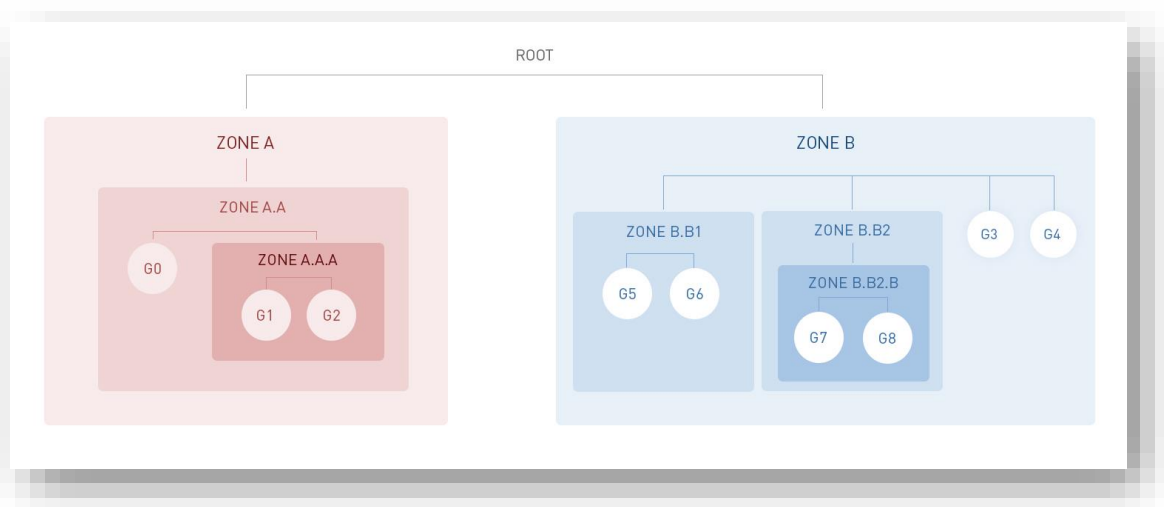 ROOT
ZONE A
ZONE A.A
G0
ZONE A.A.A
G1
G2
ZONE B
ZONE B.B1
G5
G6
ZONE B.B2
ZONE B.B2.B
G7
G8
G3
G4